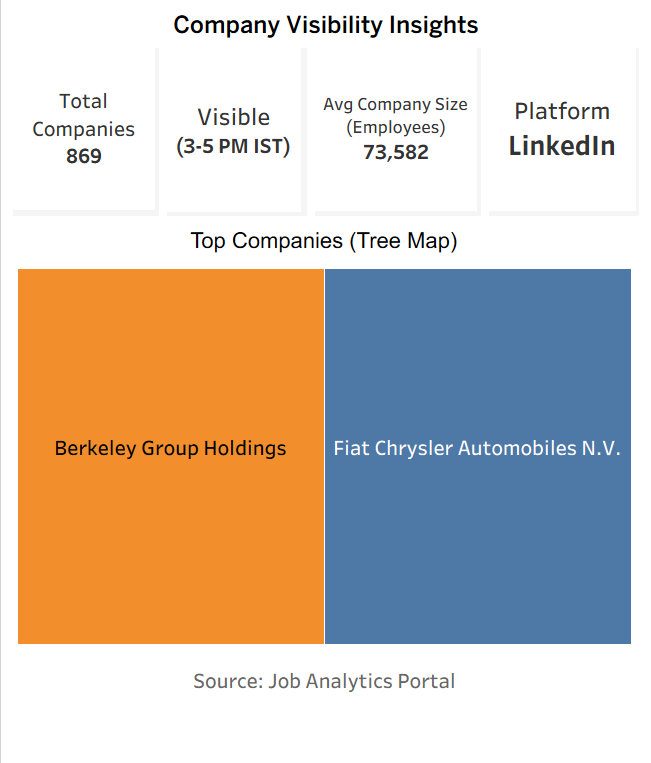 Company Visibility Insights
Total
Companies
869
Visible
(3-5 PM IST)
Avg Company Size
(Employees)
73,582
Platform
LinkedIn
Top Companies (Tree Map)
Berkeley Group Holdings
Fiat Chrysler Automobiles N.V.
Source: Job Analytics Portal